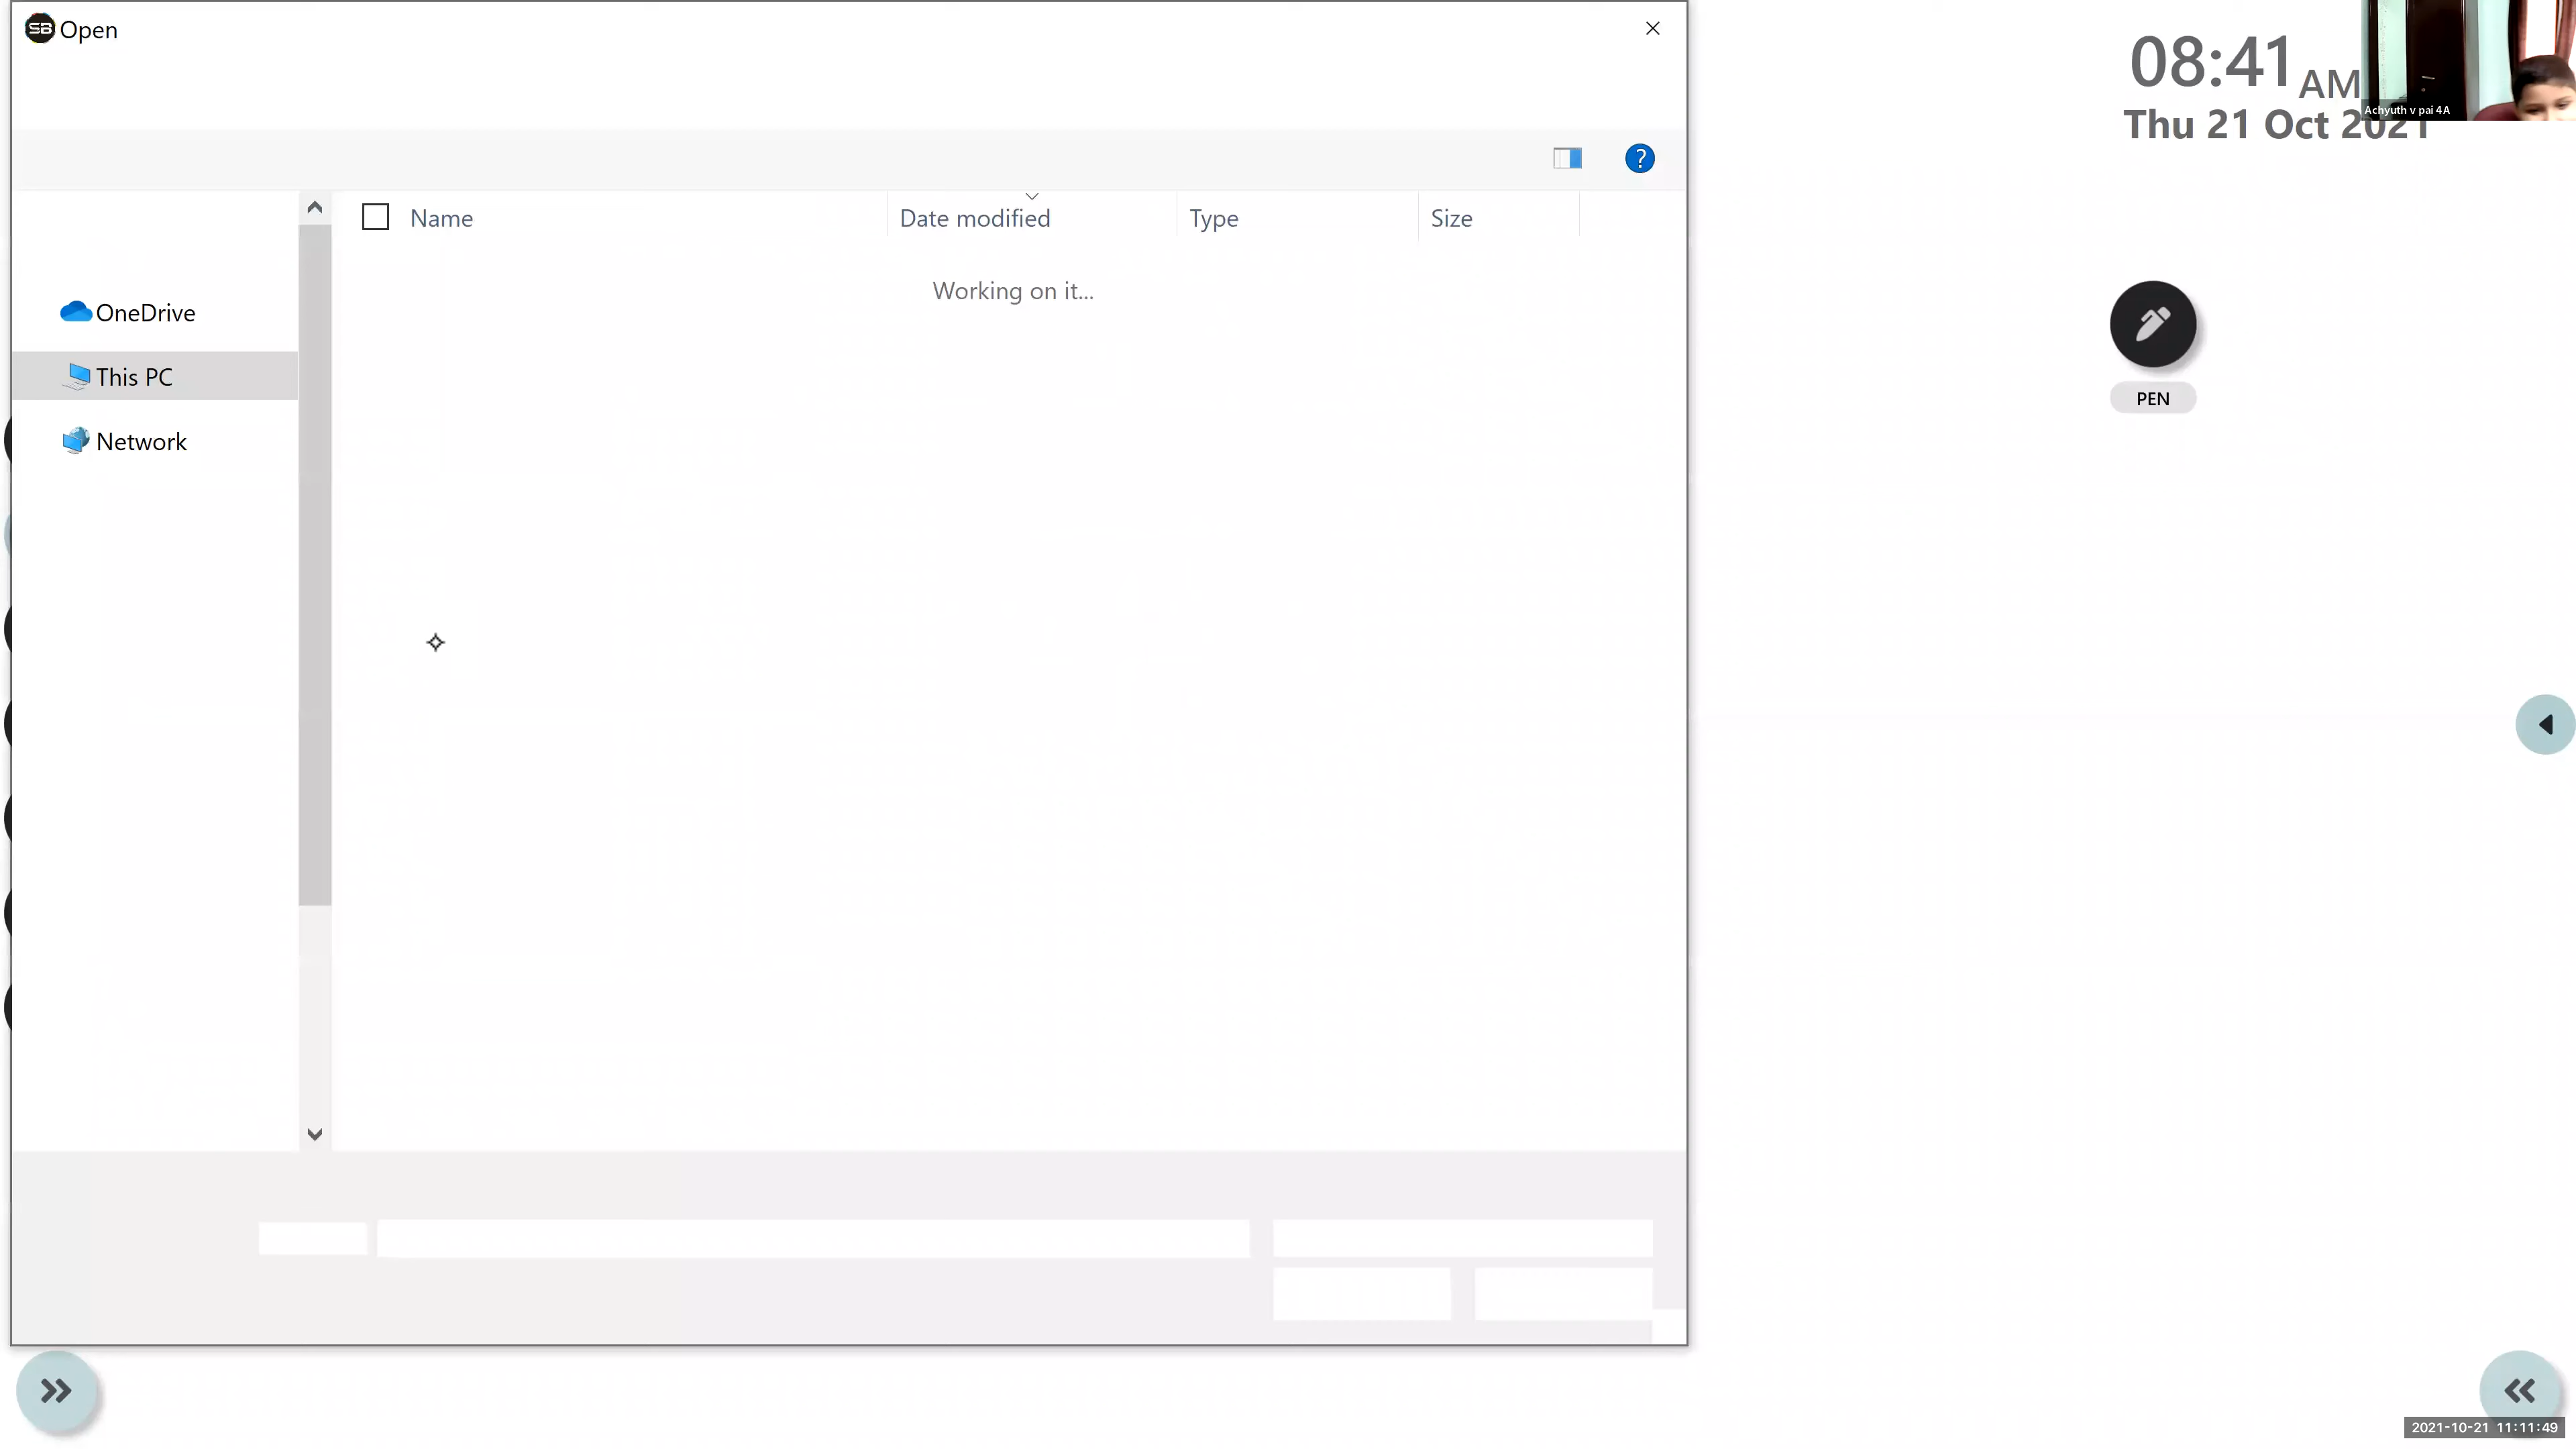 SB Open
08:41 AM
Achyuth v pai 4A
Thu 21 Oct 2021
Name Date modified Type Size
Working on it...
OneDrive
This PC
Network
PEN
2021-10-21 11:11:49